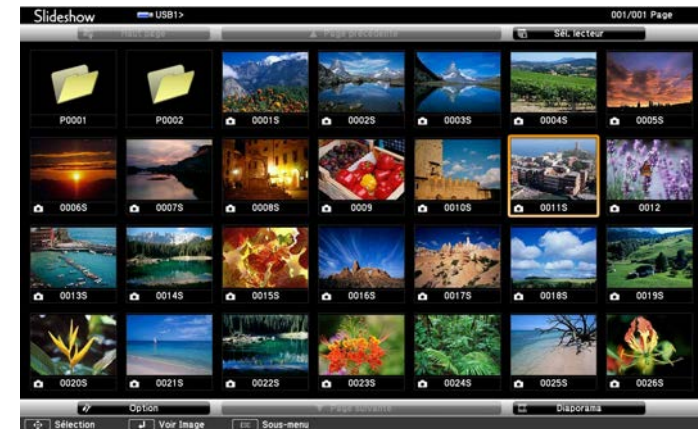 Slideshow USB1> 001/001 Page
Haut page Page précédente Sél. lecteur
P0001 P0002 0001S 0002S 0003S 0004S 0005S
0006S 0007S 0008S 0009 0010S 0011S 0012
0013S 0014S 0015S 0016S 0017S 0018S 0019S
0020S 0021S 0022S 0023S 0024S 0025S 0026S
Option Page suivante Diaporama
Sélection Voir Image Esc Sous-menu